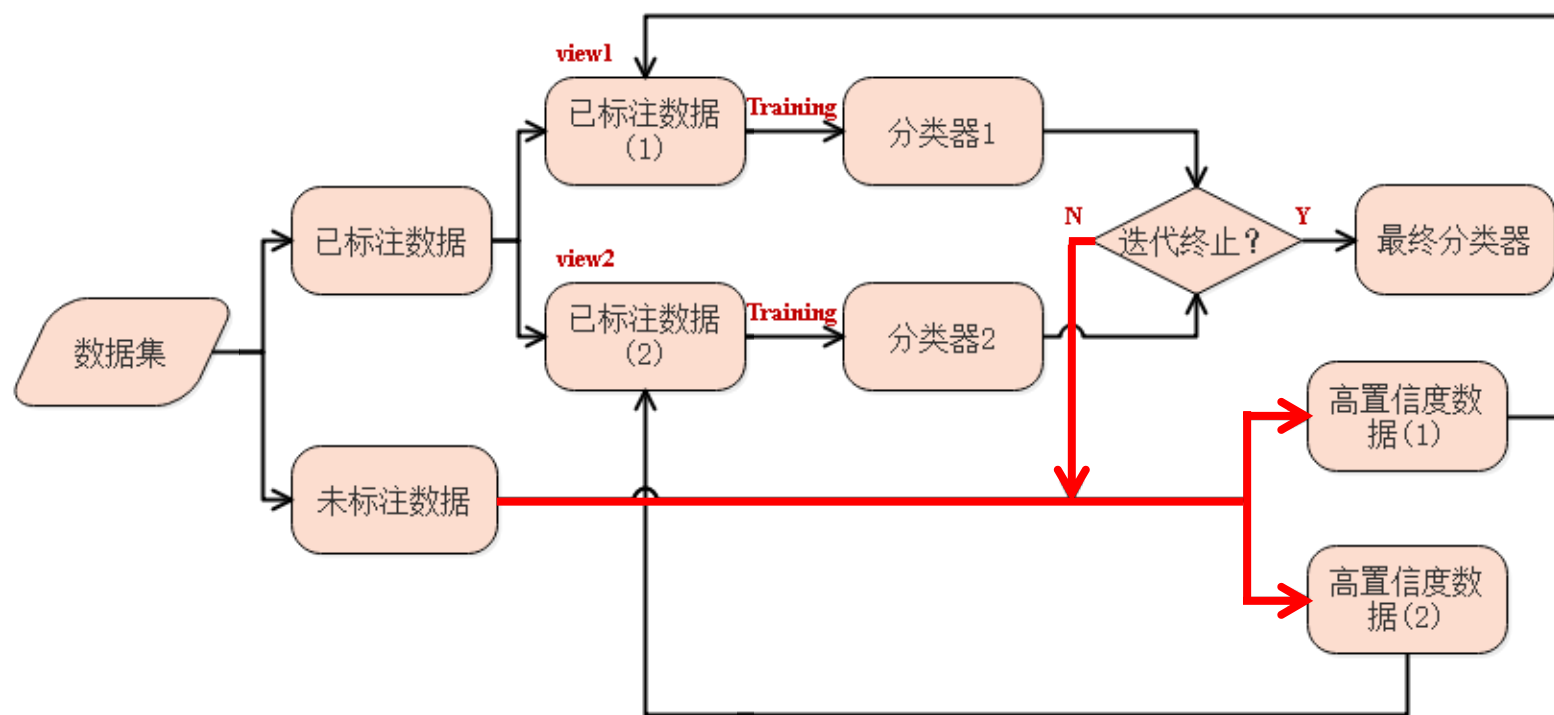 view1
已标注数据
(1)
Training
分类器1
已标注数据
N
迭代终止？
Y
最终分类器
view2
已标注数据
(2)
Training
分类器2
数据集
未标注数据
高置信度数
据(1)
高置信度数
据(2)